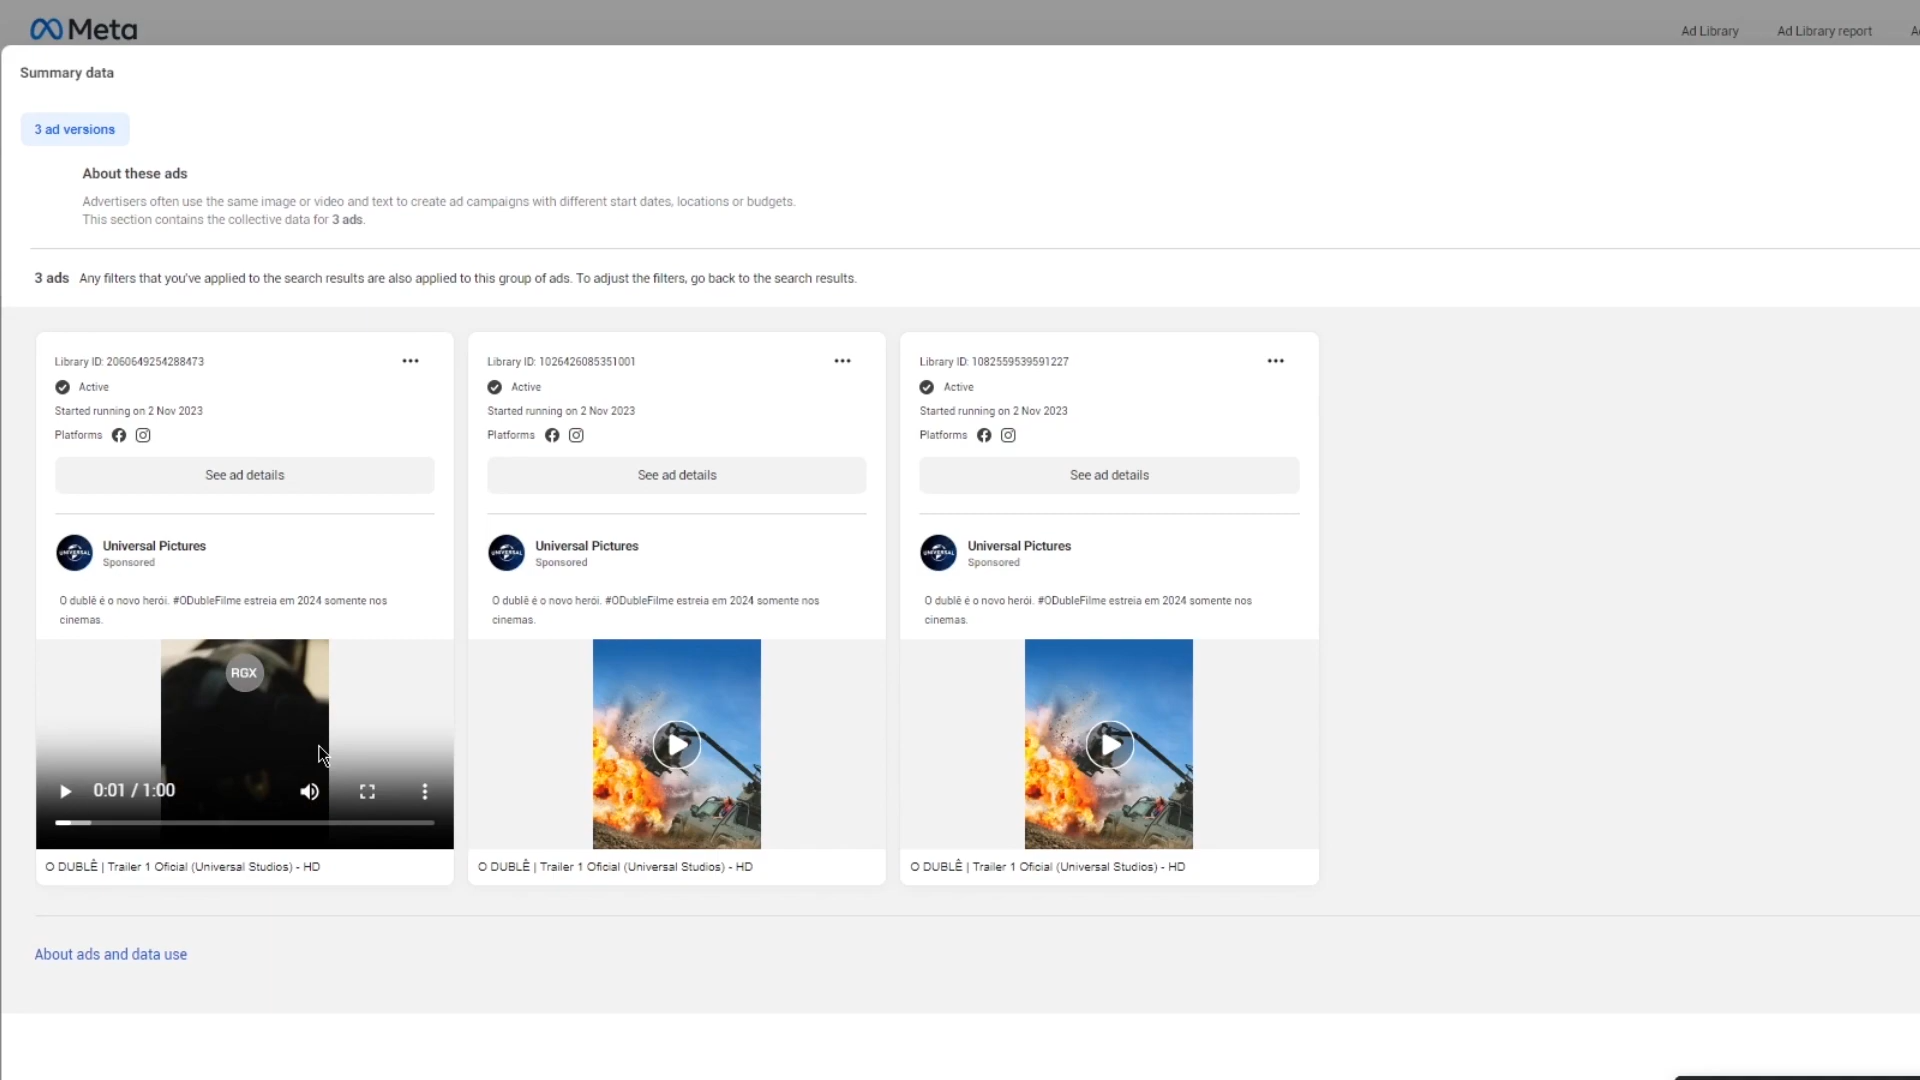 Meta
Ad Library
Ad Library report
Summary data
3 ad versions
About these ads
Advertisers often use the same image or video and text to create ad campaigns with different start dates, locations or budgets.
This section contains the collective data for 3 ads.
3 ads Any filters that you've applied to the search results are also applied to this group of ads. To adjust the filters, go back to the search results.
Library ID: 2060649254288473
Active
Started running on 2 Nov 2023
Platforms
See ad details
UNIVERSAL
Universal Pictures
Sponsored
O dublê é o novo herói. #ODubleFilme estreia em 2024 somente nos
cinemas.
RGX
0:01 / 1:00
O DUBLÊ | Trailer 1 Oficial (Universal Studios) - HD
Library ID: 1026426085351001
Active
Started running on 2 Nov 2023
Platforms
See ad details
UNIVERSAL
Universal Pictures
Sponsored
O dublê é o novo herói. #ODubleFilme estreia em 2024 somente nos
cinemas.
O DUBLÊ | Trailer 1 Oficial (Universal Studios) - HD
Library ID: 1082559539591227
Active
Started running on 2 Nov 2023
Platforms
See ad details
UNIVERSAL
Universal Pictures
Sponsored
O dublê é o novo herói. #ODubleFilme estreia em 2024 somente nos
cinemas.
O DUBLÊ | Trailer 1 Oficial (Universal Studios) - HD
About ads and data use